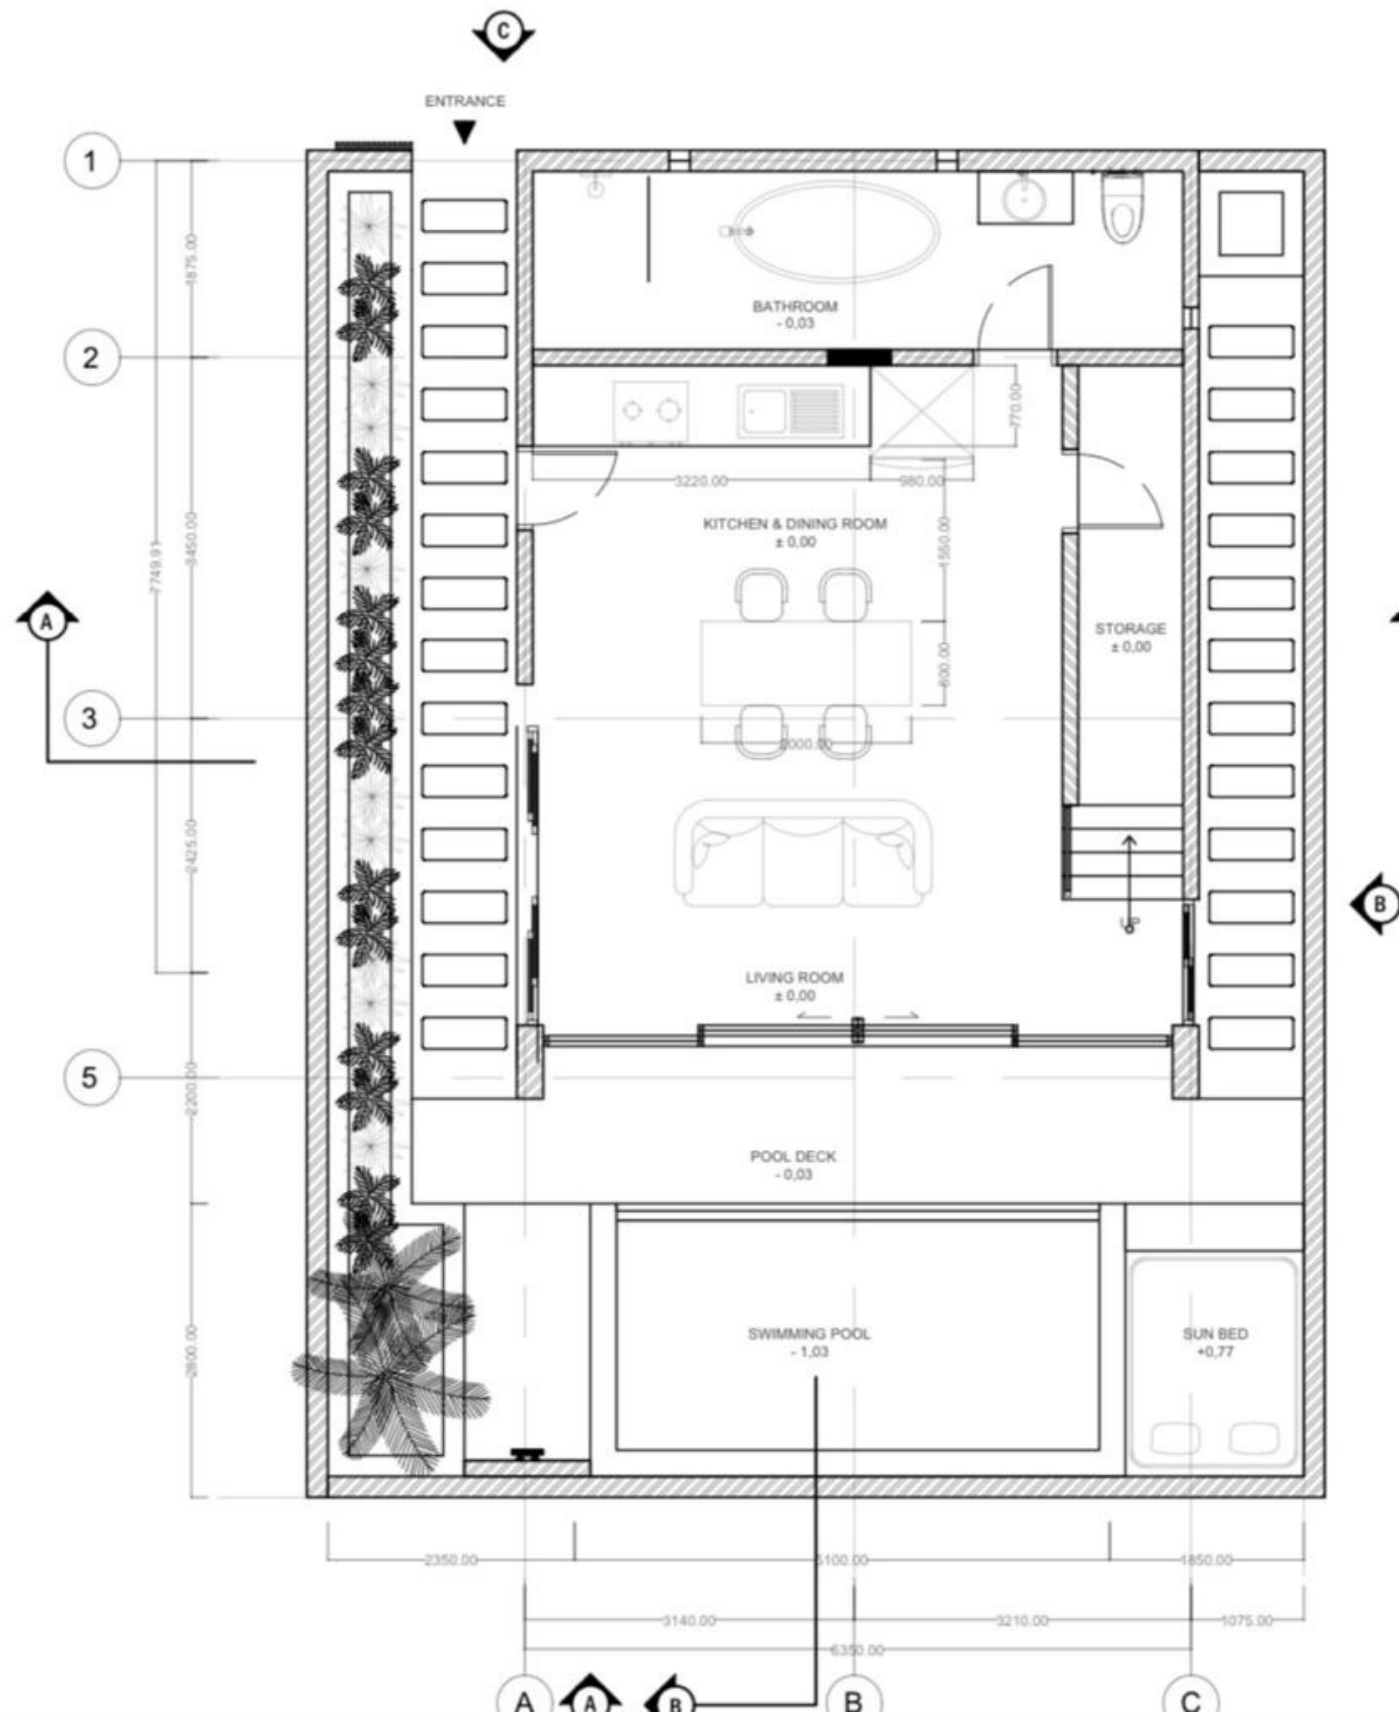 C
ENTRANCE
1
1875.00
BATHROOM
- 0,03
2
770.00
3220.00
980.00
KITCHEN & DINING ROOM
± 0,00
3450.00
7749.91
1550.00
A
STORAGE
± 0,00
600.00
3
2000.00
2425.00
B
UP
LIVING ROOM
± 0,00
5
2200.00
POOL DECK
- 0,03
2800.00
SWIMMING POOL
- 1,03
SUN BED
+0,77
2350.00
5100.00
1850.00
3140.00
3210.00
1075.00
6350.00
A
A
B
B
C